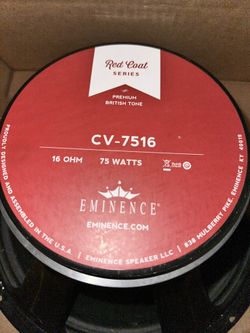 Red Coat
SERIES
PREMIUM
BRITISH TONE
CV-7516
16 OHM 75 WATTS
EMINENCE
EMINENCE.COM
PROUDLY DESIGNED AND ASSEMBLED IN THE U.S.A. | EMINENCE SPEAKER LLC | 838 MULBERRY PIKE, EMINENCE KY 40019